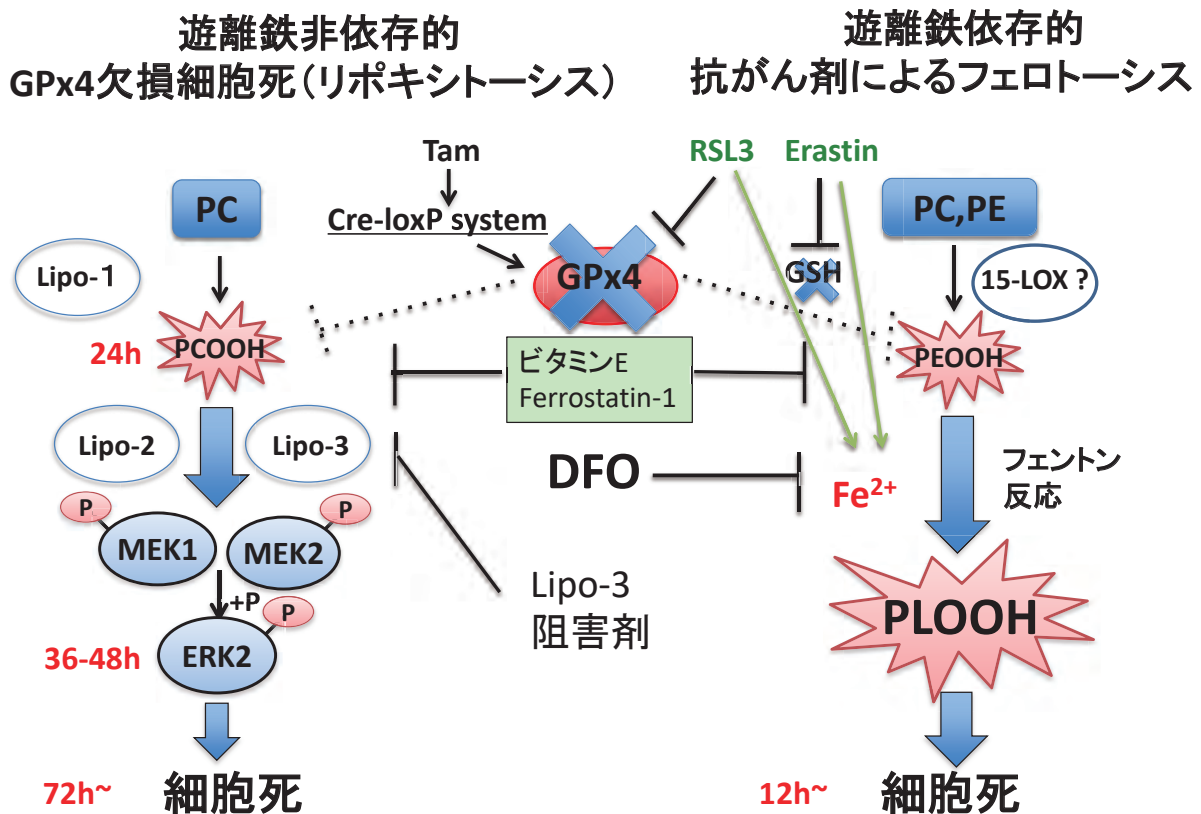 遊離鉄非依存的
GPx4欠損細胞死（リポキシトーシス）
遊離鉄依存的
抗がん剤によるフェロトーシス
Tam
Cre-loxP system
RSL3
Erastin
PC
Lipo-1
PCOOH
24h
GPx4
GSH
PC,PE
15-LOX ?
PEOOH
ビタミンE
Ferrostatin-1
Lipo-2
Lipo-3
DFO
Fe²⁺
フェントン
反応
P
MEK1
P
MEK2
+P
P
ERK2
36-48h
Lipo-3
阻害剤
PLOOH
72h~
細胞死
12h~
細胞死